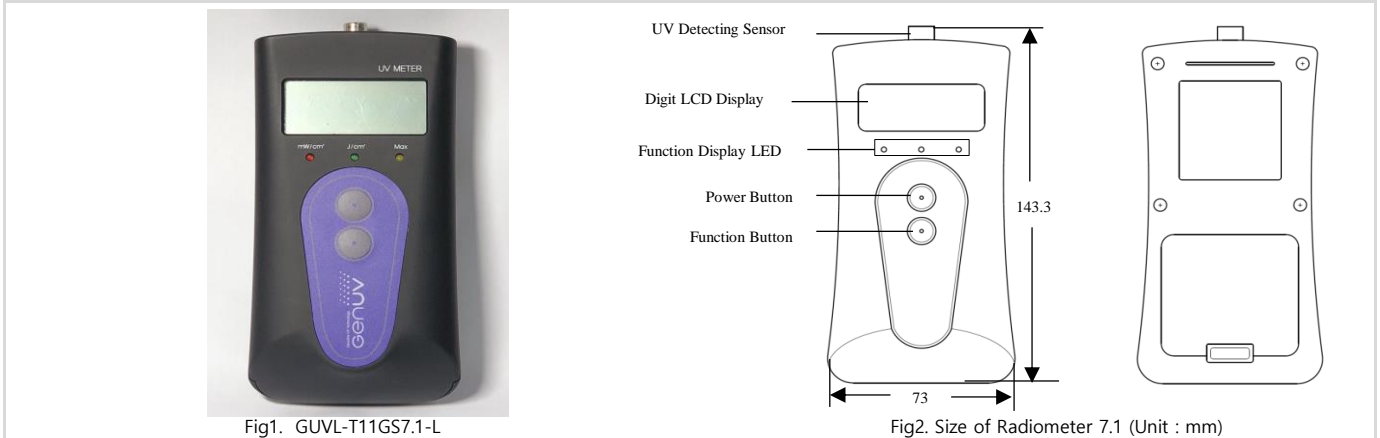 UV METER
mW/cm²
J/cm²
Max
GenUV
Fig1. GUVL-T11GS7.1-L
UV Detecting Sensor
Digit LCD Display
Function Display LED
Power Button
Function Button
143.3
73
Fig2. Size of Radiometer 7.1 (Unit : mm)